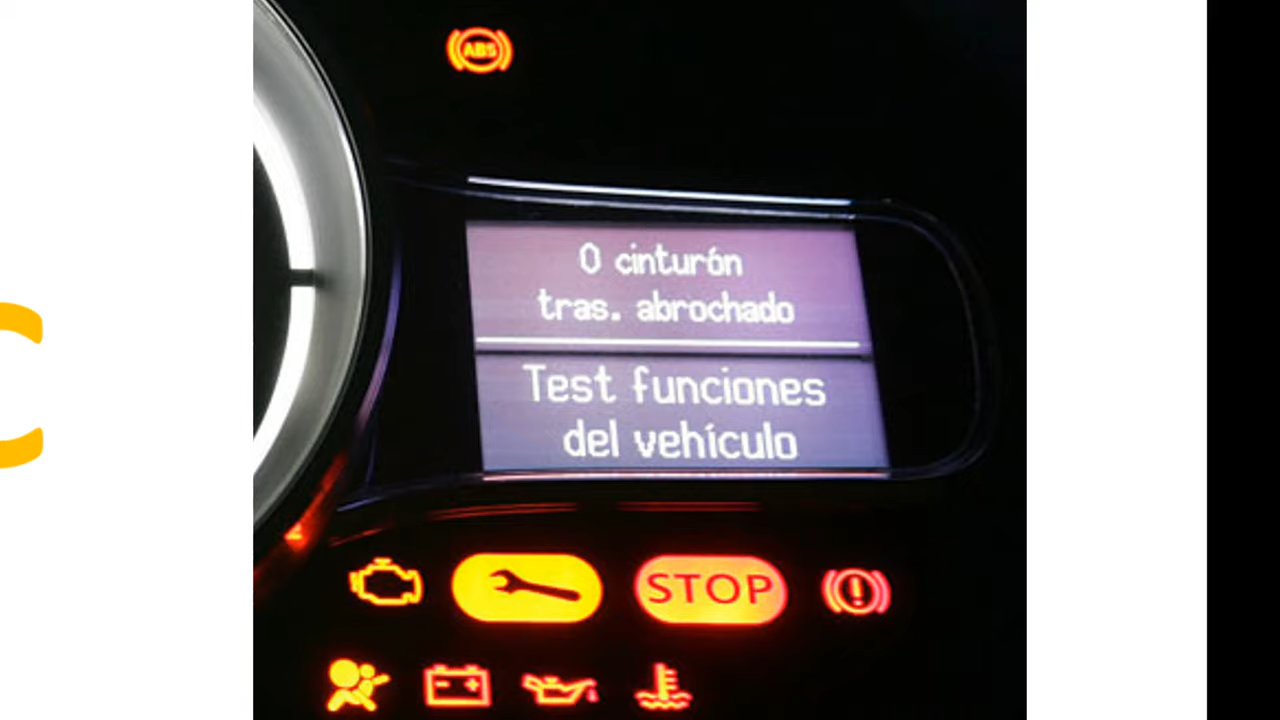 ABS
0 cinturón
tras. abrochado
Test funciones
del vehículo
STOP